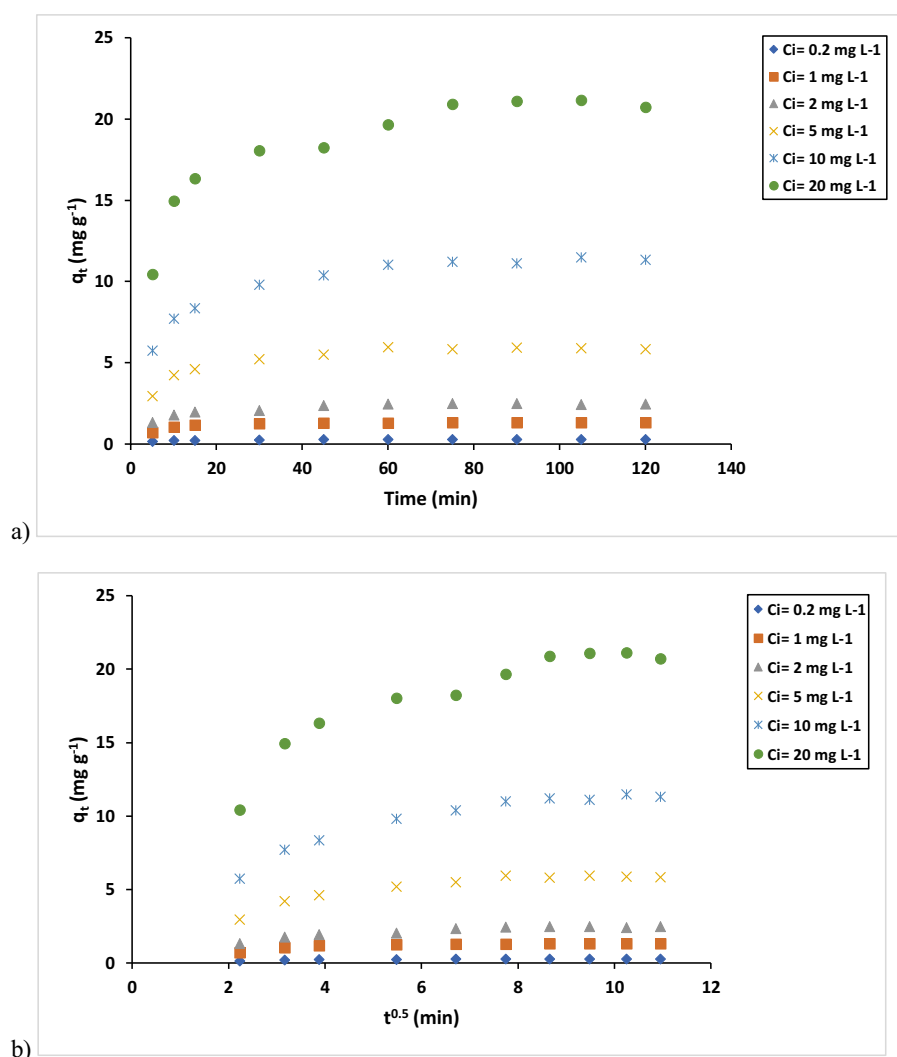 25
20
15
10
5
0
qt (mg g-1)
0 20 40 60 80 100 120 140
Time (min)
Ci= 0.2 mg L-1
Ci= 1 mg L-1
Ci= 2 mg L-1
Ci= 5 mg L-1
Ci= 10 mg L-1
Ci= 20 mg L-1
a)
25
20
15
10
5
0
qt (mg g-1)
0 2 4 6 8 10 12
t0.5 (min)
Ci= 0.2 mg L-1
Ci= 1 mg L-1
Ci= 2 mg L-1
Ci= 5 mg L-1
Ci= 10 mg L-1
Ci= 20 mg L-1
b)